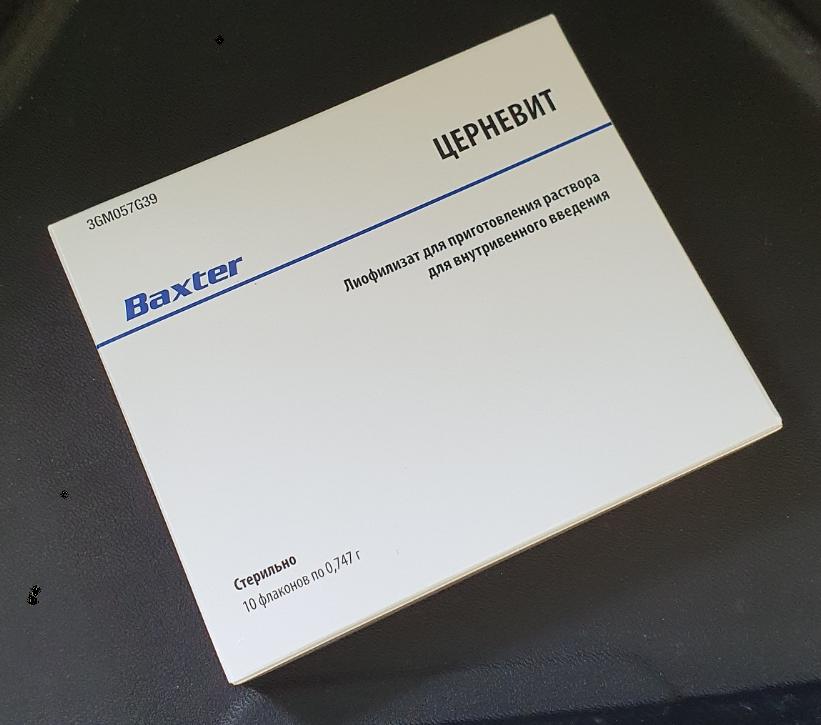 3GM057G39
ЦЕРНЕВИТ
Baxter
Лиофилизат для приготовления раствора
для внутривенного введения
Стерильно
10 флаконов по 0,747 г